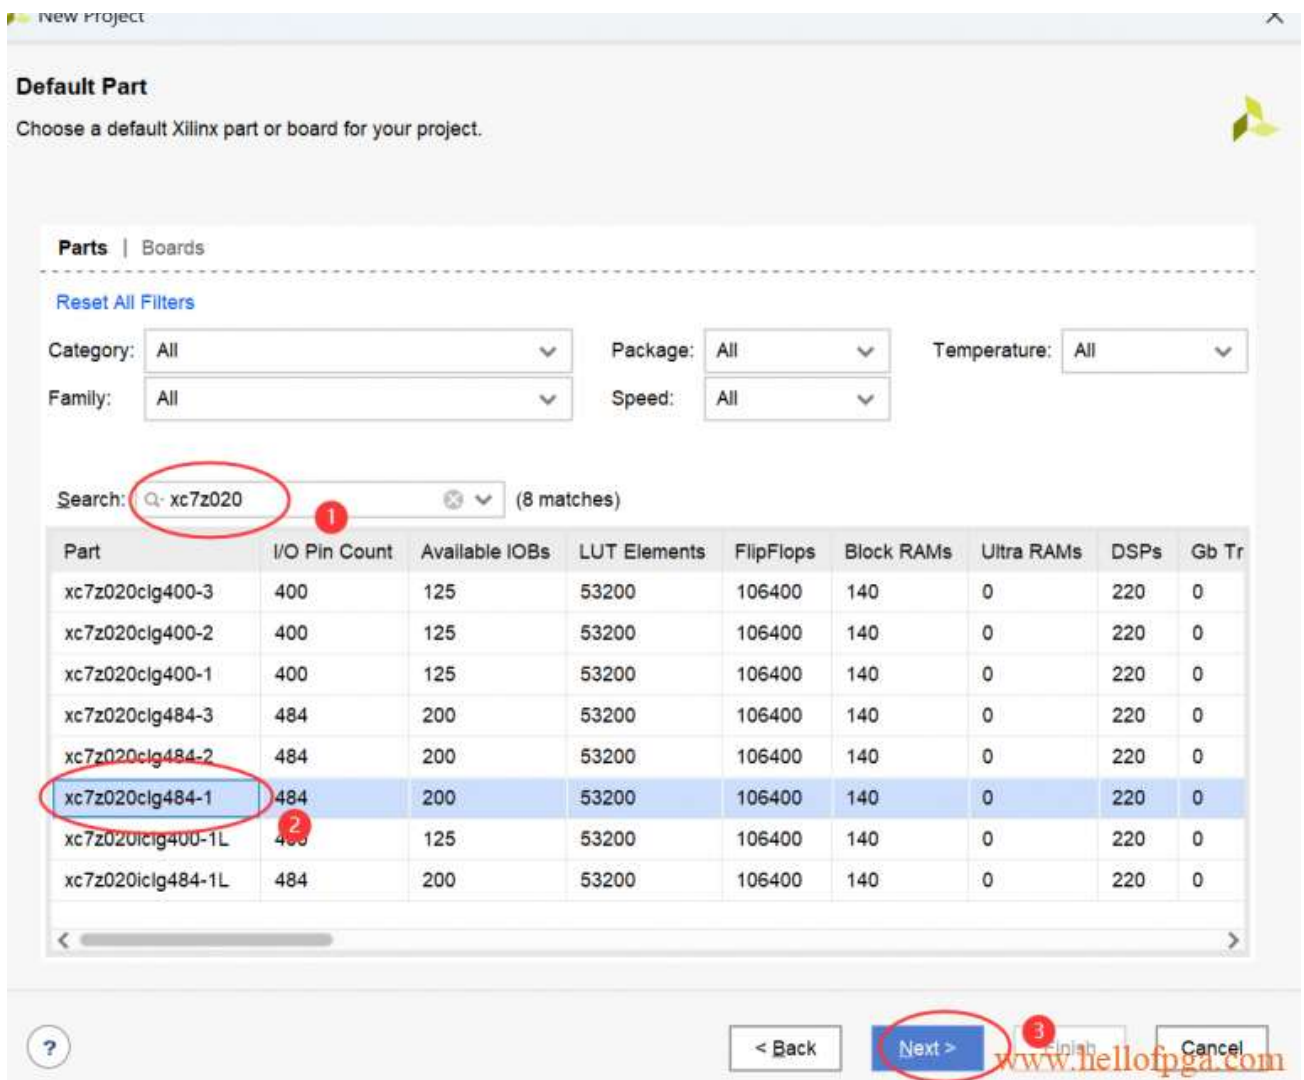 New Project
Default Part
Choose a default Xilinx part or board for your project.
Parts | Boards
Reset All Filters
Category: All Package: All Temperature: All
Family: All Speed: All
Search: xc7z020 (8 matches)
1
Part I/O Pin Count Available IOBs LUT Elements FlipFlops Block RAMs Ultra RAMs DSPs Gb Tr
xc7z020clg400-3 400 125 53200 106400 140 0 220 0
xc7z020clg400-2 400 125 53200 106400 140 0 220 0
xc7z020clg400-1 400 125 53200 106400 140 0 220 0
xc7z020clg484-3 484 200 53200 106400 140 0 220 0
xc7z020clg484-2 484 200 53200 106400 140 0 220 0
xc7z020clg484-1 484 200 53200 106400 140 0 220 0
2
xc7z020iclg400-1L 400 125 53200 106400 140 0 220 0
xc7z020iclg484-1L 484 200 53200 106400 140 0 220 0
? < Back Next > 3 Finish Cancel
www.hellofpga.com